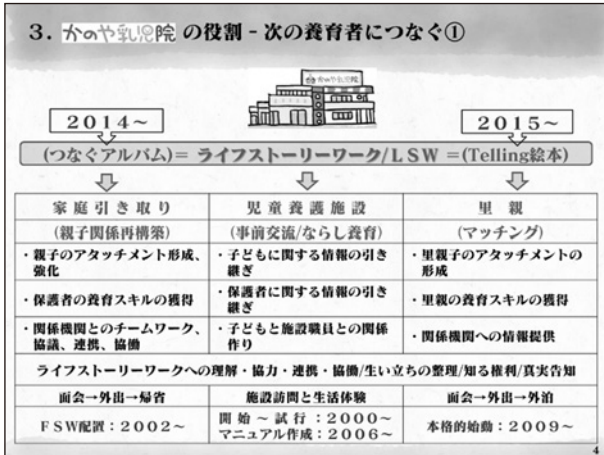 3. かのや乳児院 の役割 - 次の養育者につなぐ①
かのや乳児院
2014～
2015～
(つなぐアルバム)= ライフストーリーワーク/LSW =(Telling絵本)
家庭引き取り
児童養護施設
里親
(親子関係再構築)
(事前交流/ならし養育)
(マッチング)
・親子のアタッチメント形成、
強化
・子どもに関する情報の引き
継ぎ
・里親子のアタッチメントの
形成
・保護者の養育スキルの獲得
・保護者に関する情報の引き
継ぎ
・里親の養育スキルの獲得
・関係機関とのチームワーク、
協議、連携、協働
・子どもと施設職員との関係
作り
・関係機関への情報提供
ライフストーリーワークへの理解・協力・連携・協働/生い立ちの整理/知る権利/真実告知
面会→外出→帰省
施設訪問と生活体験
面会→外出→外泊
FSW配置：2002～
開始～試行：2000～
マニュアル作成：2006～
本格的始動：2009～
4